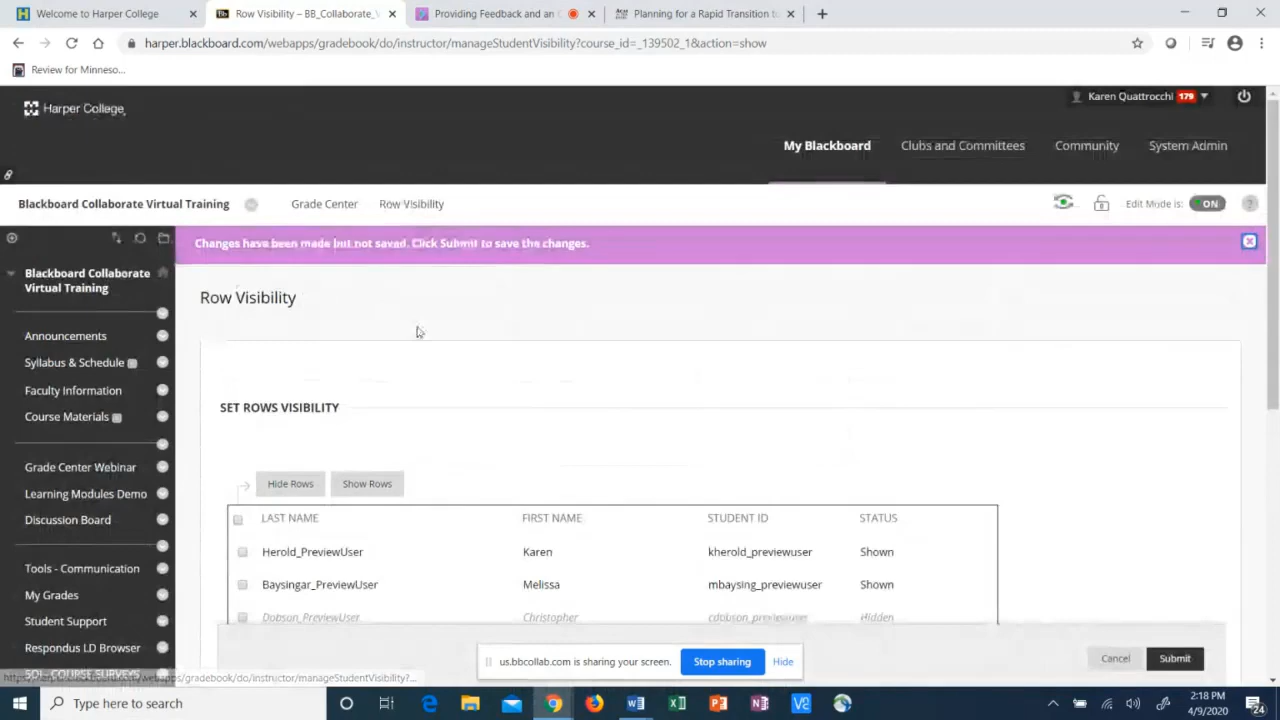 Welcome to Harper College
Row Visibility – BB_Collaborate_V
Providing Feedback and an C
Planning for a Rapid Transition to
harper.blackboard.com/webapps/gradebook/do/instructor/manageStudentVisibility?course_id=_139502_1&action=show
Review for Minneso...
Harper College
Karen Quattrocchi 179
My Blackboard Clubs and Committees Community System Admin
Blackboard Collaborate Virtual Training Grade Center Row Visibility Edit Mode is: ON ?
Changes have been made but not saved. Click Submit to save the changes.
Blackboard Collaborate
Virtual Training
Announcements
Syllabus & Schedule
Faculty Information
Course Materials
Grade Center Webinar
Learning Modules Demo
Discussion Board
Tools - Communication
My Grades
Student Support
Respondus LD Browser
SOL COURSE SURVEYS
Row Visibility
SET ROWS VISIBILITY
Hide Rows Show Rows
LAST NAME FIRST NAME STUDENT ID STATUS
Herold_PreviewUser Karen kherold_previewuser Shown
Baysingar_PreviewUser Melissa mbaysing_previewuser Shown
Dobson_PreviewUser Christopher cdobson_previewuser Hidden
us.bbcollab.com is sharing your screen. Stop sharing Hide
Cancel Submit
Type here to search
2:18 PM
4/9/2020
24